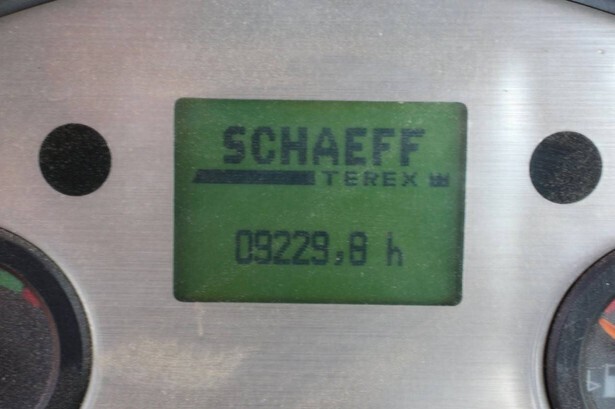 SCHAEFF
TEREX
09229,8 h